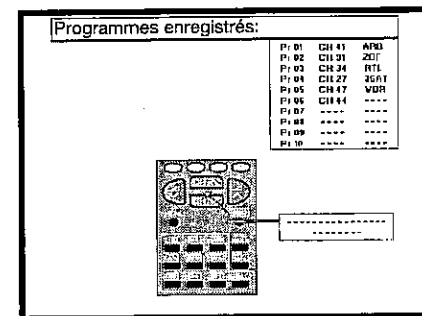 Programmes enregistrés:
Pr 01 CH 41 ARD
Pr 02 CH 31 ZDF
Pr 03 CH 34 RTL
Pr 04 CH 27 3SAT
Pr 05 CH 47 WDR
Pr 06 CH 44 ----
Pr 07 ---- ----
Pr 08 ---- ----
Pr 09 ---- ----
Pr 10 ---- ----